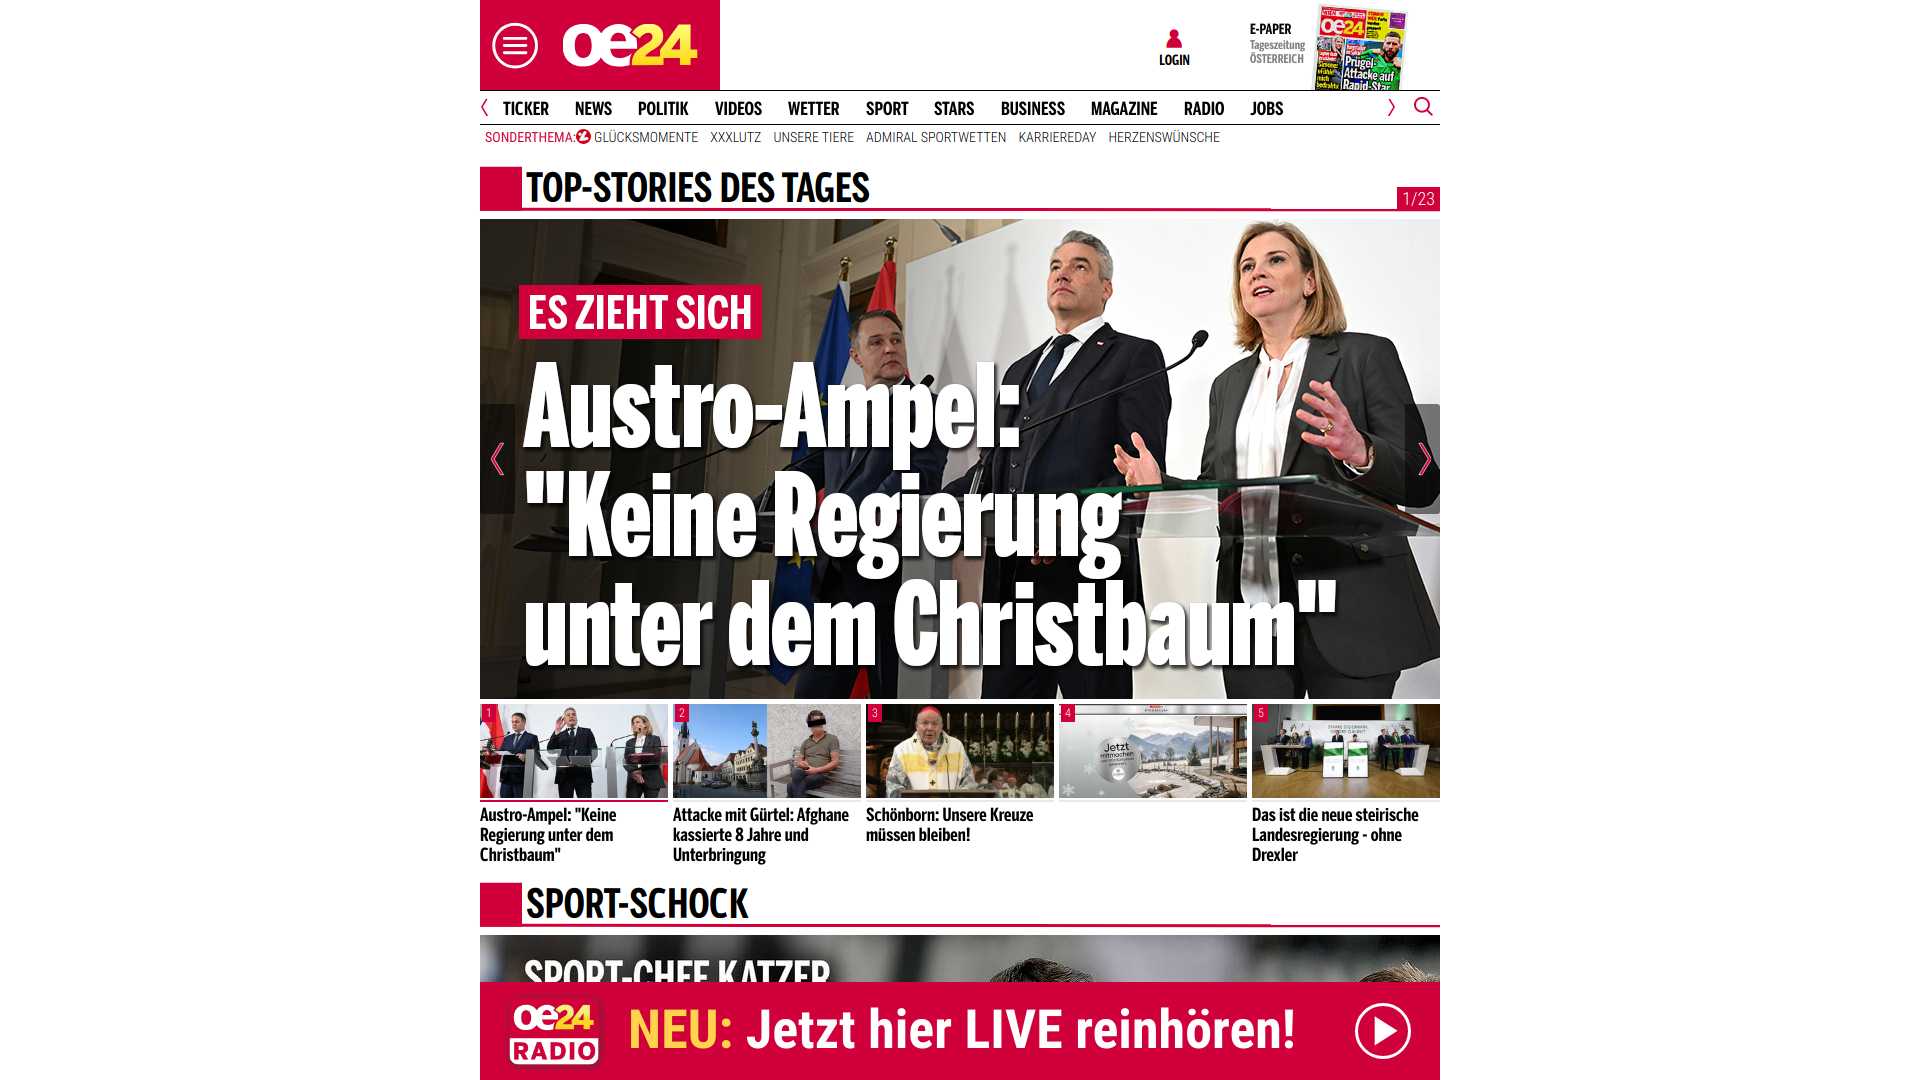 oe24
LOGIN
E-PAPER
Tageszeitung
ÖSTERREICH
oe24
Prügel-
Attacke auf
Rapid-Star
TICKER NEWS POLITIK VIDEOS WETTER SPORT STARS BUSINESS MAGAZINE RADIO JOBS
SONDERTHEMA: GLÜCKSMOMENTE XXXLUTZ UNSERE TIERE ADMIRAL SPORTWETTEN KARRIEREDAY HERZENSWÜNSCHE
TOP-STORIES DES TAGES
1/23
ES ZIEHT SICH
Austro-Ampel:
"Keine Regierung
unter dem Christbaum"
1
2
3
4
5
Jetzt
mitmachen
Austro-Ampel: "Keine
Regierung unter dem
Christbaum"
Attacke mit Gürtel: Afghane
kassierte 8 Jahre und
Unterbringung
Schönborn: Unsere Kreuze
müssen bleiben!
Das ist die neue steirische
Landesregierung - ohne
Drexler
SPORT-SCHOCK
SPORT-CHEF KATZER
oe24
RADIO
NEU: Jetzt hier LIVE reinhören!